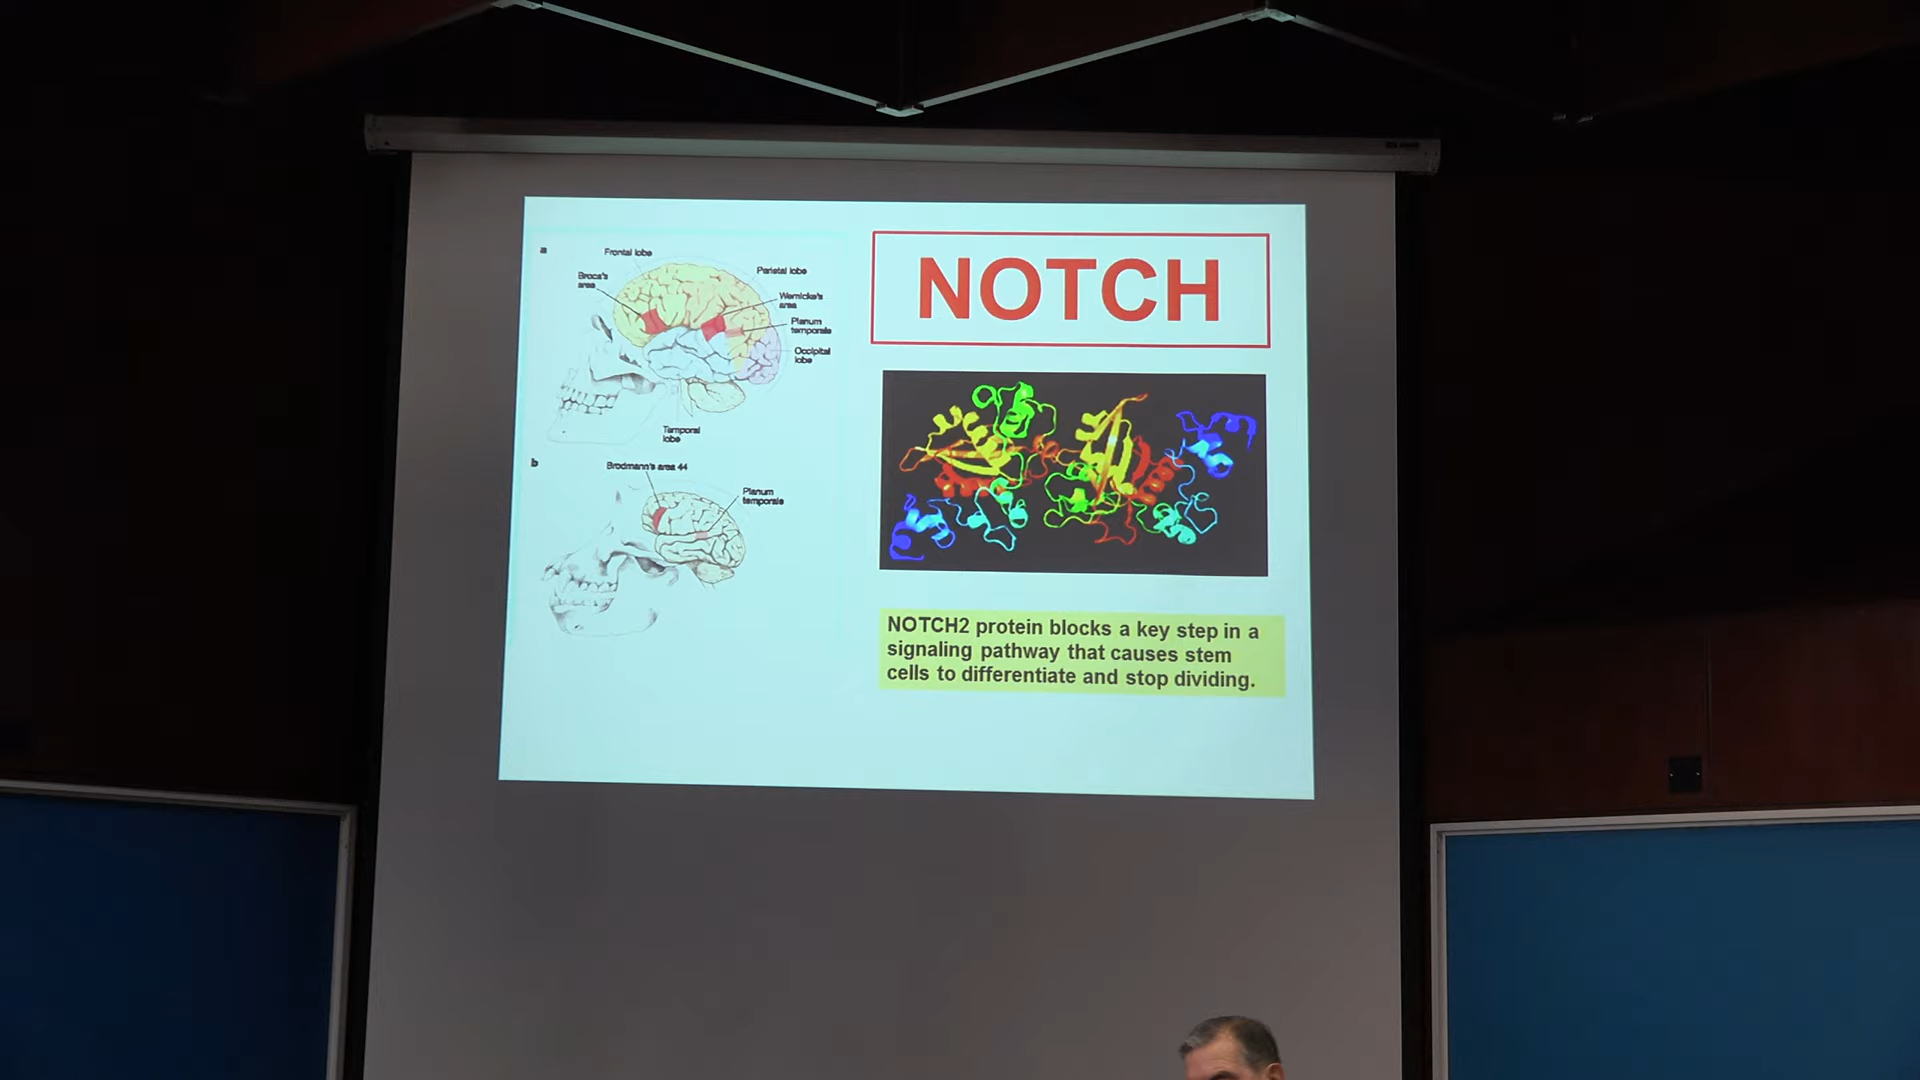 a
Frontal lobe
Broca's
area
Parietal lobe
Wernicke's
area
Planum
temporale
Occipital
lobe
Temporal
lobe
b
Brodmann's area 44
Planum
temporale
NOTCH
NOTCH2 protein blocks a key step in a
signaling pathway that causes stem
cells to differentiate and stop dividing.